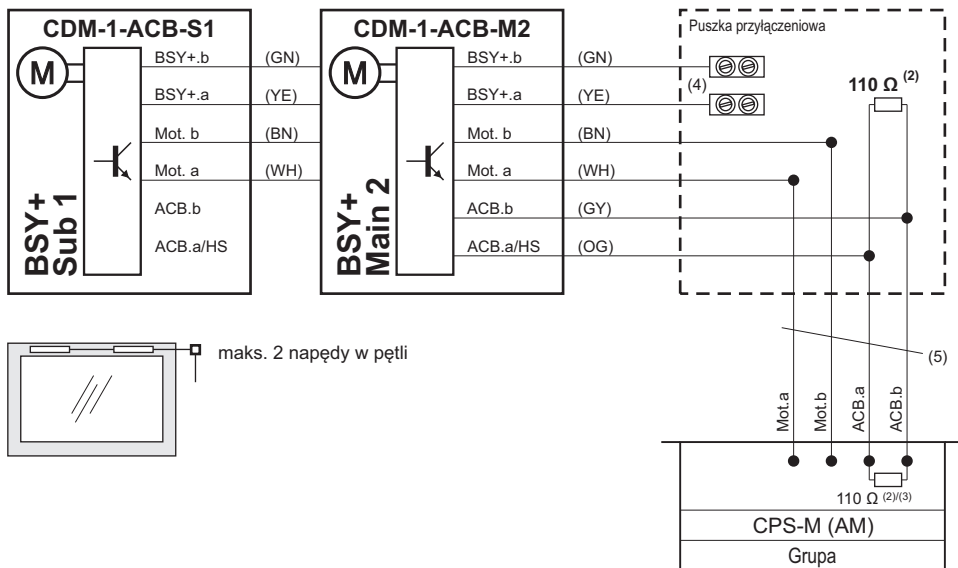 CDM-1-ACB-S1
M
BSY+.b (GN)
BSY+.a (YE)
Mot. b (BN)
Mot. a (WH)
ACB.b
ACB.a/HS
BSY+
Sub 1
CDM-1-ACB-M2
M
BSY+.b (GN)
BSY+.a (YE)
Mot. b (BN)
Mot. a (WH)
ACB.b (GY)
ACB.a/HS (OG)
BSY+
Main 2
Puszka przyłączeniowa
(4)
110 Ω (2)
maks. 2 napędy w pętli
(5)
Mot.a
Mot.b
ACB.a
ACB.b
110 Ω (2)/(3)
CPS-M (AM)
Grupa